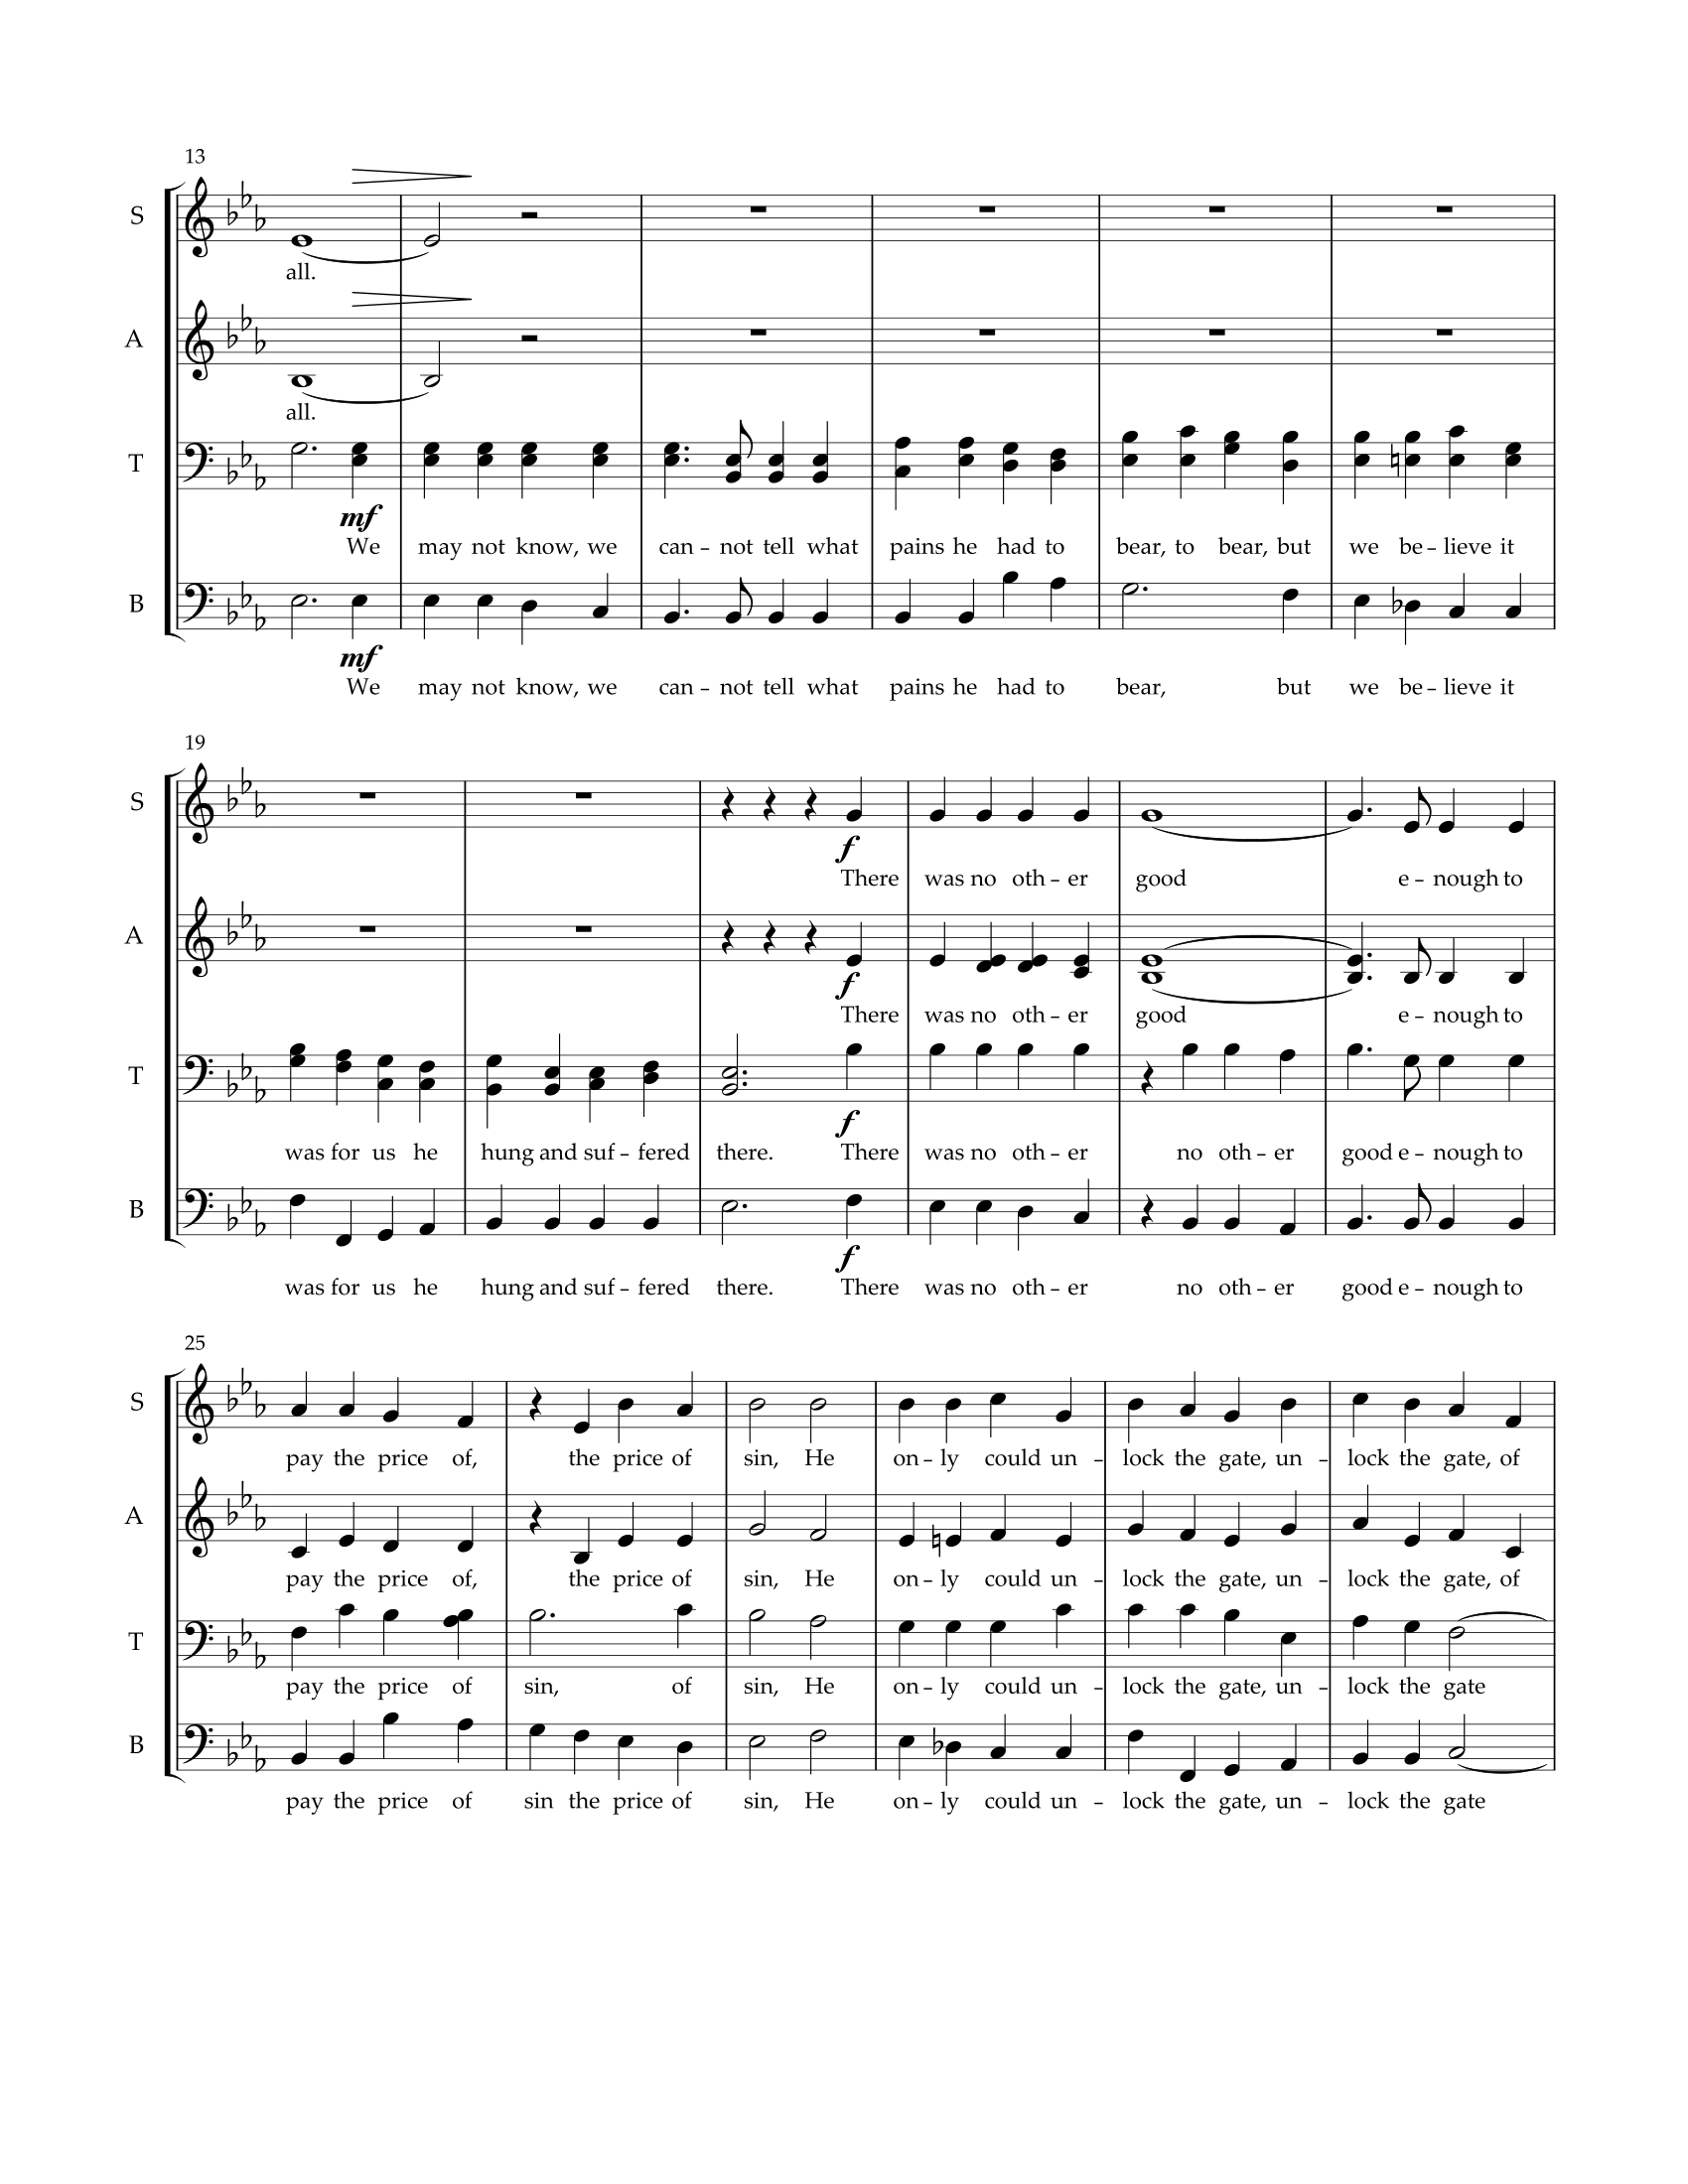 13
S
all.
A
all.
T
mf
We may not know, we can – not tell what pains he had to bear, to bear, but we be – lieve it
B
mf
We may not know, we can – not tell what pains he had to bear, but we be – lieve it
19
S
f
There was no oth – er good e – nough to
A
f
There was no oth – er good e – nough to
T
f
was for us he hung and suf – fered there. There was no oth – er no oth – er good e – nough to
B
f
was for us he hung and suf – fered there. There was no oth – er no oth – er good e – nough to
25
S
pay the price of, the price of sin, He on – ly could un – lock the gate, un – lock the gate, of
A
pay the price of, the price of sin, He on – ly could un – lock the gate, un – lock the gate, of
T
pay the price of sin, of sin, He on – ly could un – lock the gate, un – lock the gate
B
pay the price of sin the price of sin, He on – ly could un – lock the gate, un – lock the gate